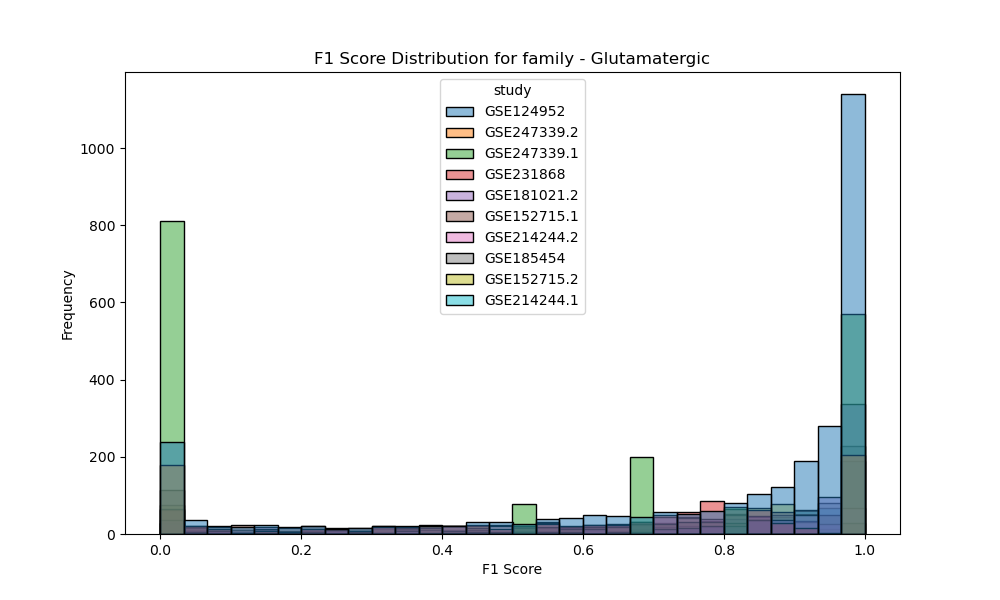 F1 Score Distribution for family - Glutamatergic
study
GSE124952
GSE247339.2
GSE247339.1
GSE231868
GSE181021.2
GSE152715.1
GSE214244.2
GSE185454
GSE152715.2
GSE214244.1
Frequency
1000
800
600
400
200
0
0.0 0.2 0.4 0.6 0.8 1.0
F1 Score